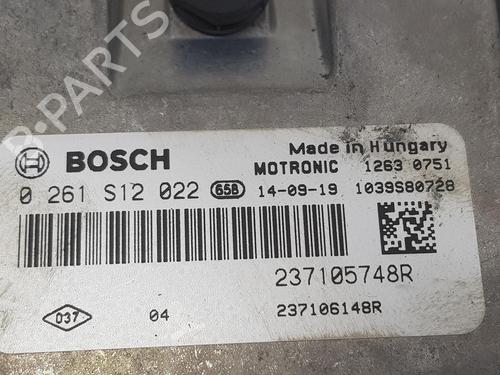 B-PARTS
Made in Hungary
BOSCH MOTRONIC 1263 0751
0 261 S12 022 65B 14-09-19 1039S80728
237105748R
037 04 237106148R